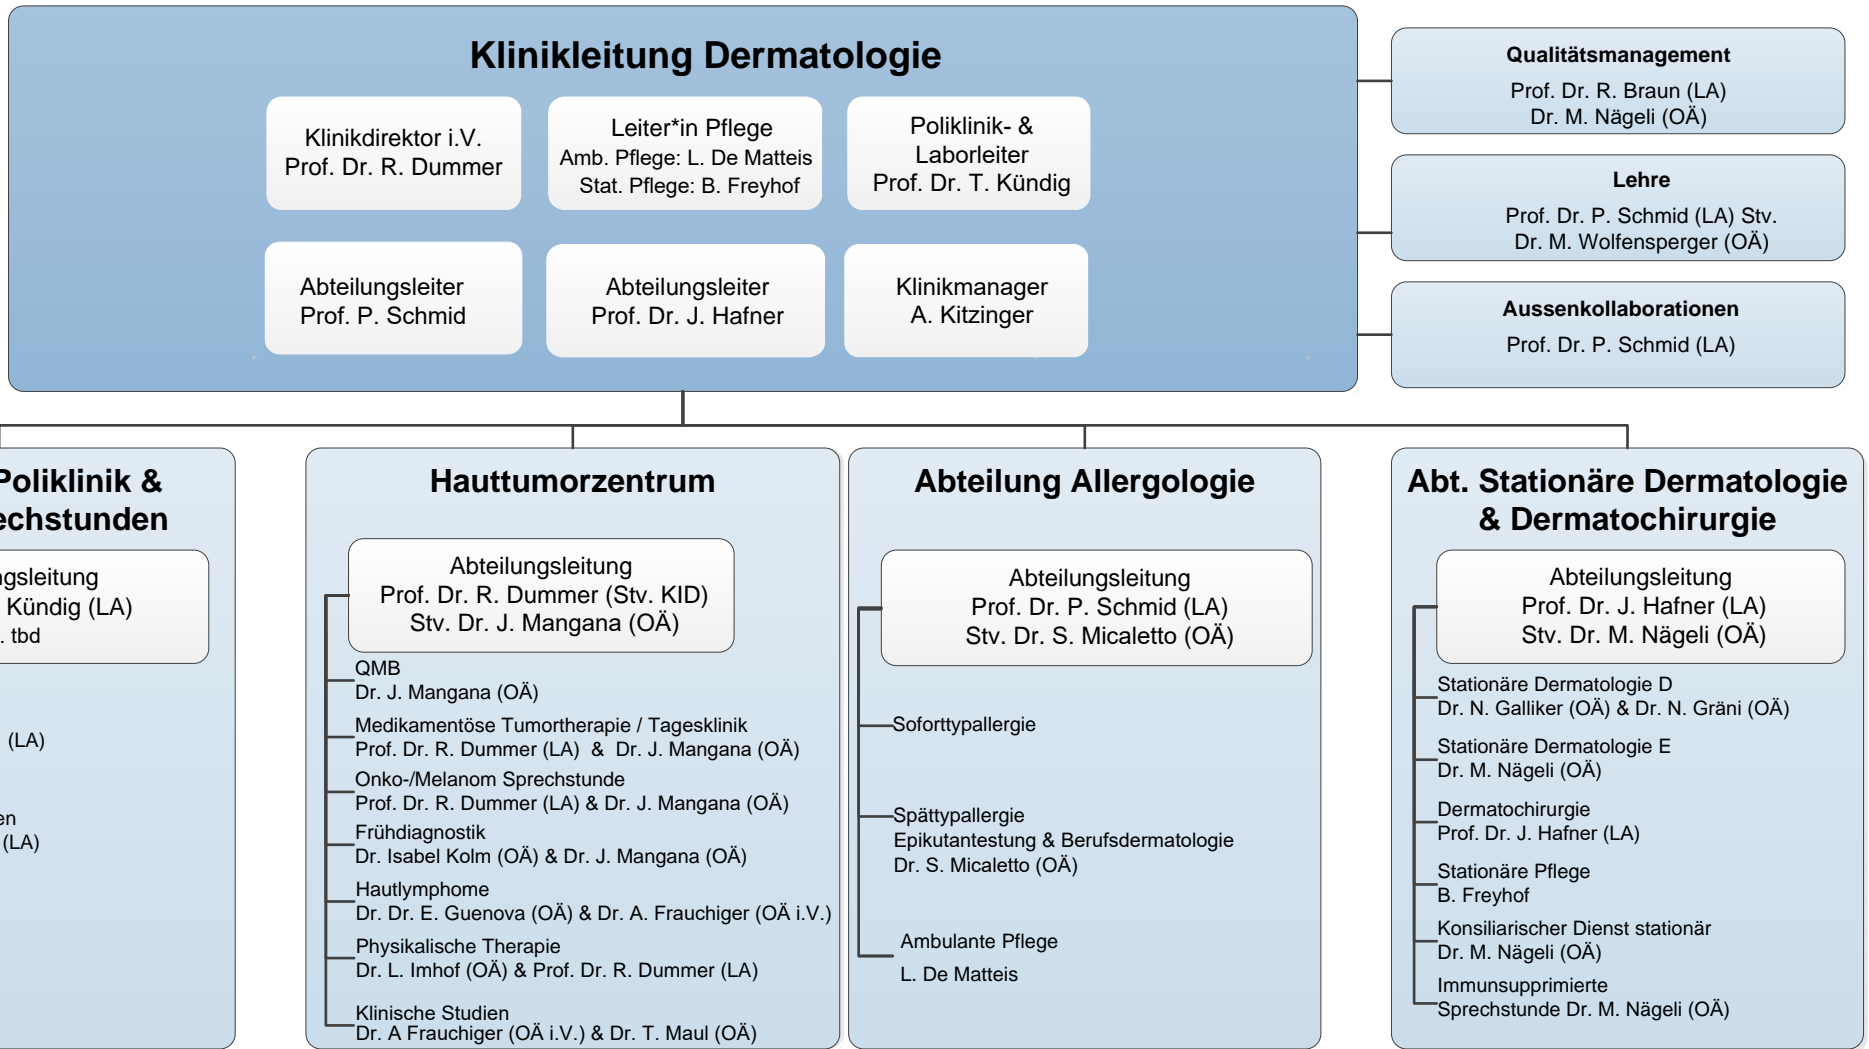 Klinikleitung Dermatologie
Klinikdirektor i.V.
Prof. Dr. R. Dummer
Leiter*in Pflege
Amb. Pflege: L. De Matteis
Stat. Pflege: B. Freyhof
Poliklinik- &
Laborleiter
Prof. Dr. T. Kündig
Abteilungsleiter
Prof. P. Schmid
Abteilungsleiter
Prof. Dr. J. Hafner
Klinikmanager
A. Kitzinger
Qualitätsmanagement
Prof. Dr. R. Braun (LA)
Dr. M. Nägeli (OÄ)
Lehre
Prof. Dr. P. Schmid (LA) Stv.
Dr. M. Wolfensperger (OÄ)
Aussenkollaborationen
Prof. Dr. P. Schmid (LA)
Poliklinik &
echstunden
gsleitung
Kündig (LA)
. tbd
(LA)
en
(LA)
Hauttumorzentrum
Abteilungsleitung
Prof. Dr. R. Dummer (Stv. KID)
Stv. Dr. J. Mangana (OÄ)
QMB
Dr. J. Mangana (OÄ)
Medikamentöse Tumortherapie / Tagesklinik
Prof. Dr. R. Dummer (LA) & Dr. J. Mangana (OÄ)
Onko-/Melanom Sprechstunde
Prof. Dr. R. Dummer (LA) & Dr. J. Mangana (OÄ)
Frühdiagnostik
Dr. Isabel Kolm (OÄ) & Dr. J. Mangana (OÄ)
Hautlymphome
Dr. Dr. E. Guenova (OÄ) & Dr. A. Frauchiger (OÄ i.V.)
Physikalische Therapie
Dr. L. Imhof (OÄ) & Prof. Dr. R. Dummer (LA)
Klinische Studien
Dr. A Frauchiger (OÄ i.V.) & Dr. T. Maul (OÄ)
Abteilung Allergologie
Abteilungsleitung
Prof. Dr. P. Schmid (LA)
Stv. Dr. S. Micaletto (OÄ)
Soforttypallergie
Spättypallergie
Epikutantestung & Berufsdermatologie
Dr. S. Micaletto (OÄ)
Ambulante Pflege
L. De Matteis
Abt. Stationäre Dermatologie
& Dermatochirurgie
Abteilungsleitung
Prof. Dr. J. Hafner (LA)
Stv. Dr. M. Nägeli (OÄ)
Stationäre Dermatologie D
Dr. N. Galliker (OÄ) & Dr. N. Gräni (OÄ)
Stationäre Dermatologie E
Dr. M. Nägeli (OÄ)
Dermatochirurgie
Prof. Dr. J. Hafner (LA)
Stationäre Pflege
B. Freyhof
Konsiliarischer Dienst stationär
Dr. M. Nägeli (OÄ)
Immunsupprimierte
Sprechstunde Dr. M. Nägeli (OÄ)